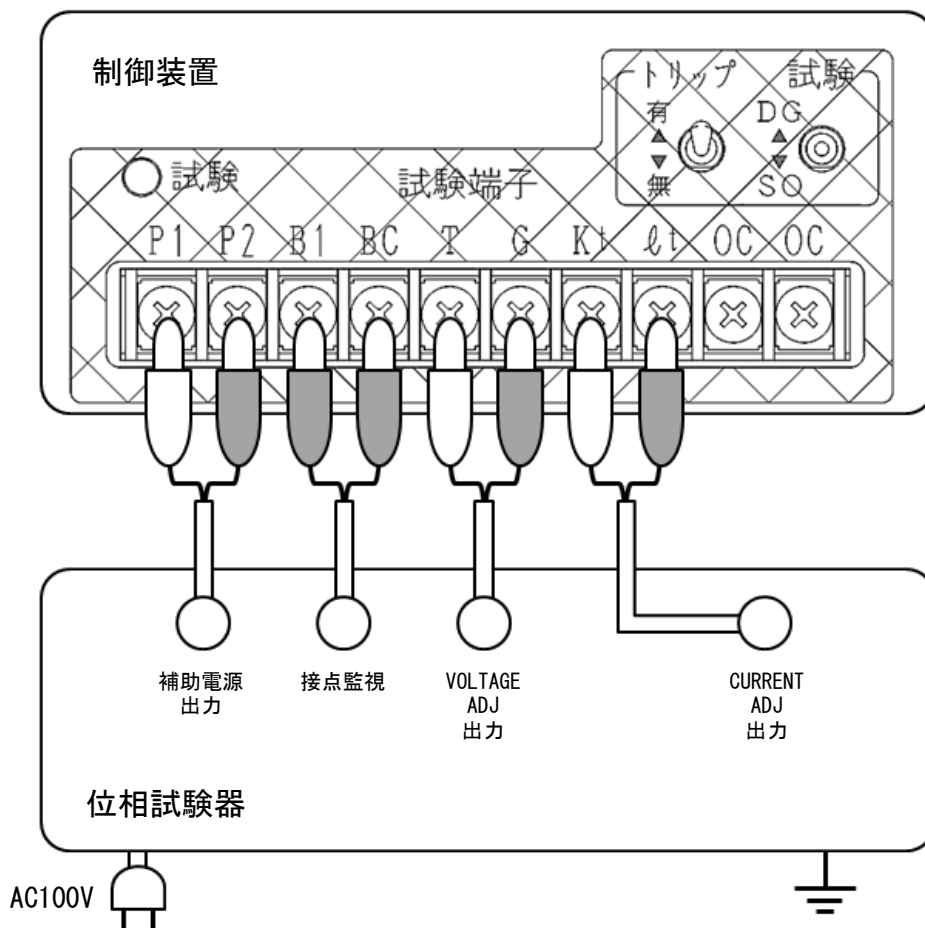 制御装置
トリップ 試験
有 DG
▲ ▲
▼ ▼
無 SO
試験 試験端子
P1 P2 B1 BC T G Kt ℓt OC OC
補助電源
出力
接点監視
VOLTAGE
ADJ
出力
CURRENT
ADJ
出力
位相試験器
AC100V